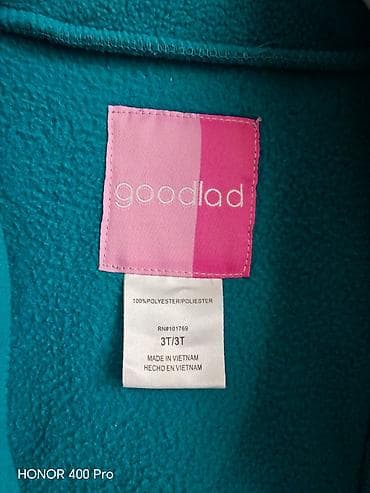 goodlad
100%POLYESTER/POLIESTER
RN#101769
3T/3T
MADE IN VIETNAM
HECHO EN VIETNAM
HONOR 400 Pro